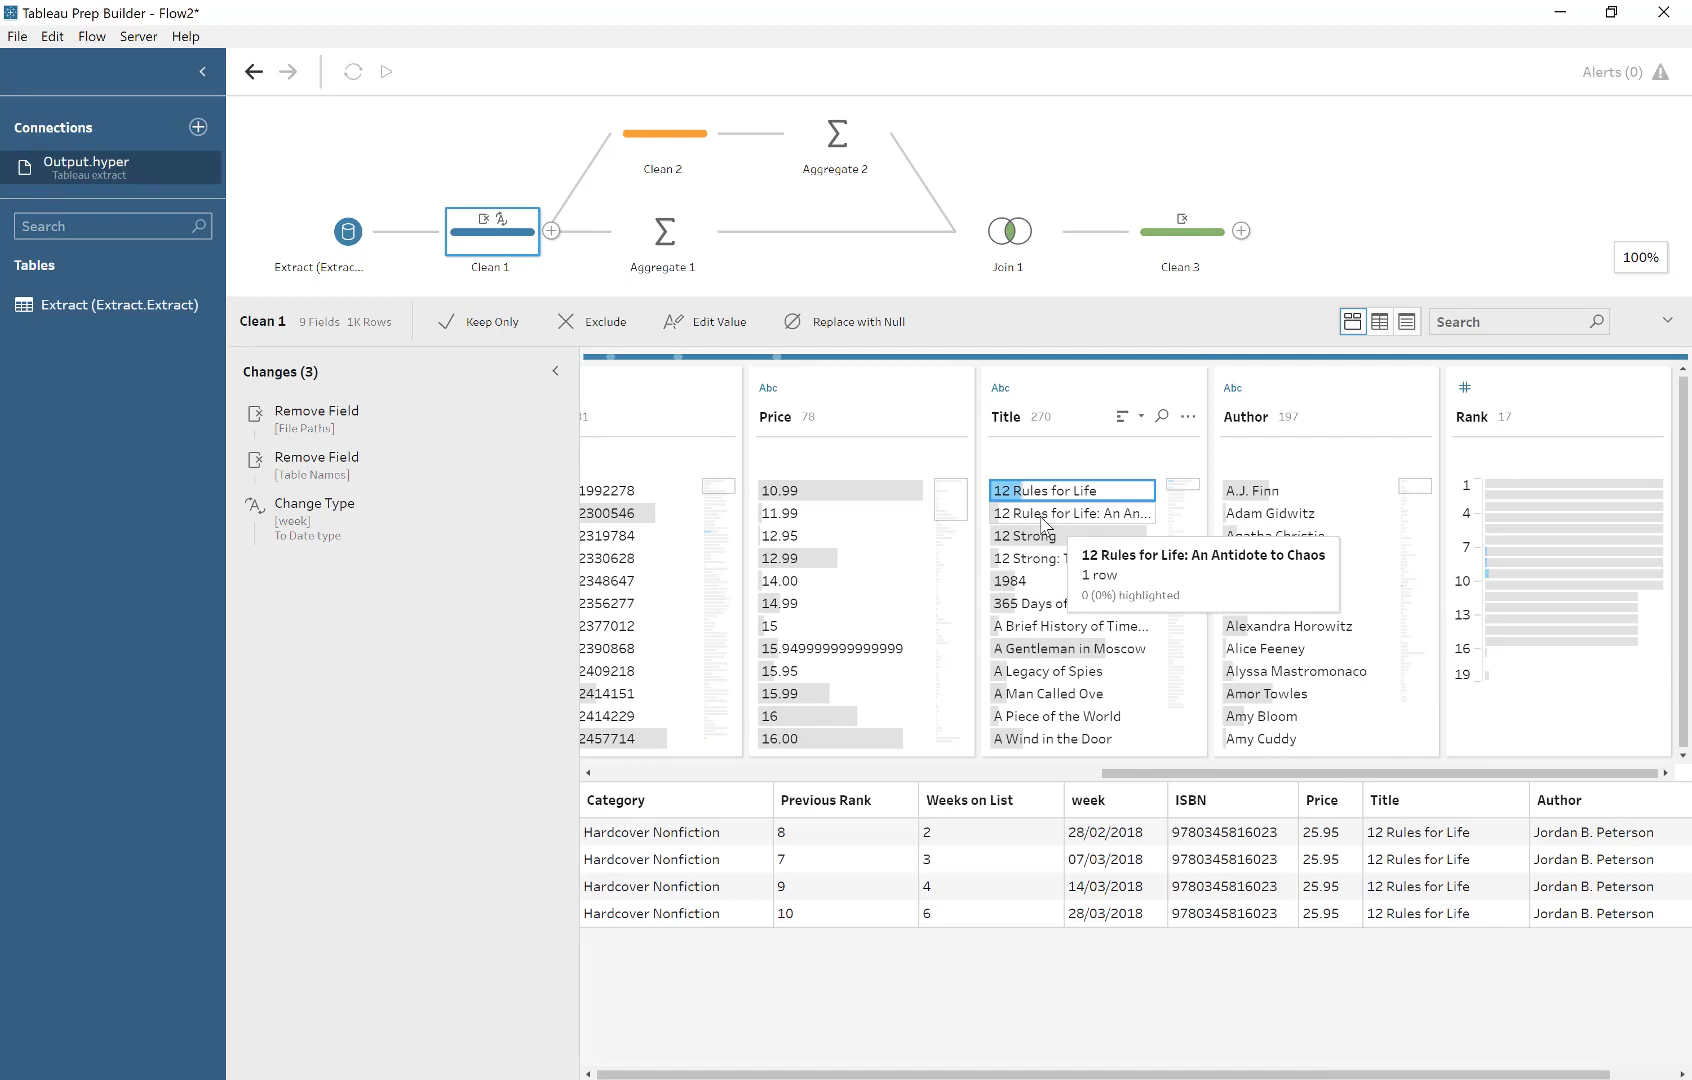 Tableau Prep Builder - Flow2*
File Edit Flow Server Help
Alerts (0)
Connections
Output.hyper
Tableau extract
Search
Tables
Extract (Extract.Extract)
Clean 2
Aggregate 2
Extract (Extrac...
Clean 1
Aggregate 1
Join 1
Clean 3
100%
Clean 1 9 Fields 1K Rows Keep Only Exclude Edit Value Replace with Null Search
Changes (3)
Remove Field
[File Paths]
Remove Field
[Table Names]
Change Type
[week]
To Date type
1992278
2300546
2319784
2330628
2348647
2356277
2377012
2390868
2409218
2414151
2414229
2457714
Abc
Price 78
10.99
11.99
12.95
12.99
14.00
14.99
15
15.949999999999999
15.95
15.99
16
16.00
Abc
Title 270
12 Rules for Life
12 Rules for Life: An An...
12 Strong
12 Strong: T
1984
365 Days of
A Brief History of Time...
A Gentleman in Moscow
A Legacy of Spies
A Man Called Ove
A Piece of the World
A Wind in the Door
12 Rules for Life: An Antidote to Chaos
1 row
0 (0%) highlighted
Abc
Author 197
A.J. Finn
Adam Gidwitz
Agatha Christie
Alexandra Horowitz
Alice Feeney
Alyssa Mastromonaco
Amor Towles
Amy Bloom
Amy Cuddy
#
Rank 17
1
4
7
10
13
16
19
Category Previous Rank Weeks on List week ISBN Price Title Author
Hardcover Nonfiction 8 2 28/02/2018 9780345816023 25.95 12 Rules for Life Jordan B. Peterson
Hardcover Nonfiction 7 3 07/03/2018 9780345816023 25.95 12 Rules for Life Jordan B. Peterson
Hardcover Nonfiction 9 4 14/03/2018 9780345816023 25.95 12 Rules for Life Jordan B. Peterson
Hardcover Nonfiction 10 6 28/03/2018 9780345816023 25.95 12 Rules for Life Jordan B. Peterson